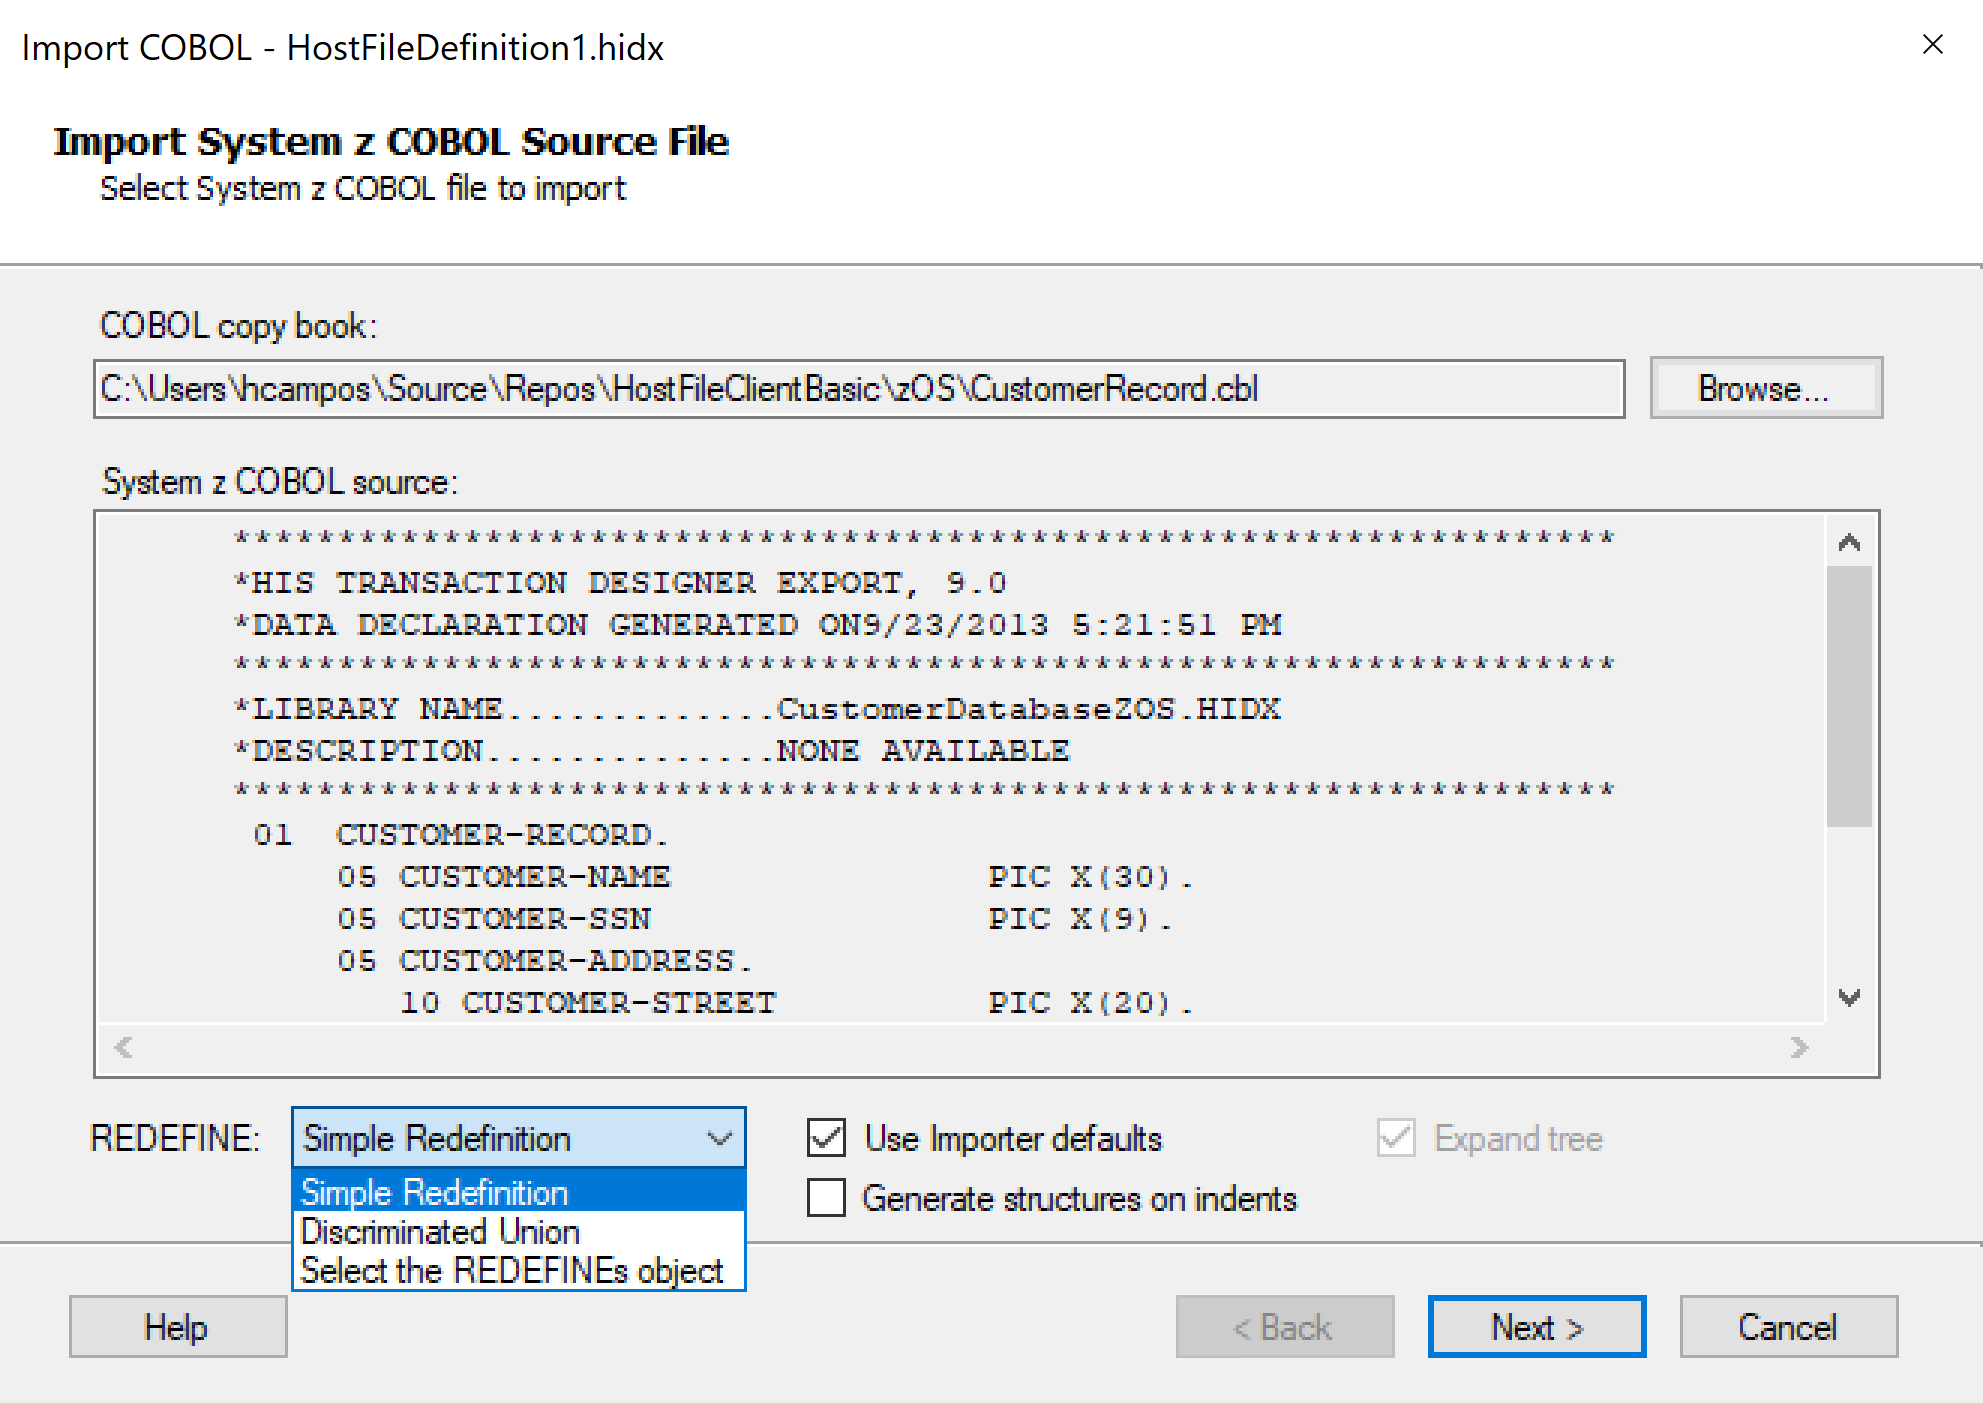 Import COBOL - HostFileDefinition1.hidx
Import System z COBOL Source File
Select System z COBOL file to import
COBOL copy book:
C:\Users\hcampos\Source\Repos\HostFileClientBasic\zOS\CustomerRecord.cbl
Browse...
System z COBOL source:
******************************************************************
*HIS TRANSACTION DESIGNER EXPORT, 9.0
*DATA DECLARATION GENERATED ON9/23/2013 5:21:51 PM
******************************************************************
*LIBRARY NAME.............CustomerDatabaseZOS.HIDX
*DESCRIPTION..............NONE AVAILABLE
******************************************************************
01 CUSTOMER-RECORD.
05 CUSTOMER-NAME PIC X(30).
05 CUSTOMER-SSN PIC X(9).
05 CUSTOMER-ADDRESS.
10 CUSTOMER-STREET PIC X(20).
REDEFINE: Simple Redefinition
Use Importer defaults
Expand tree
Simple Redefinition
Generate structures on indents
Discriminated Union
Select the REDEFINEs object
Help
< Back
Next >
Cancel